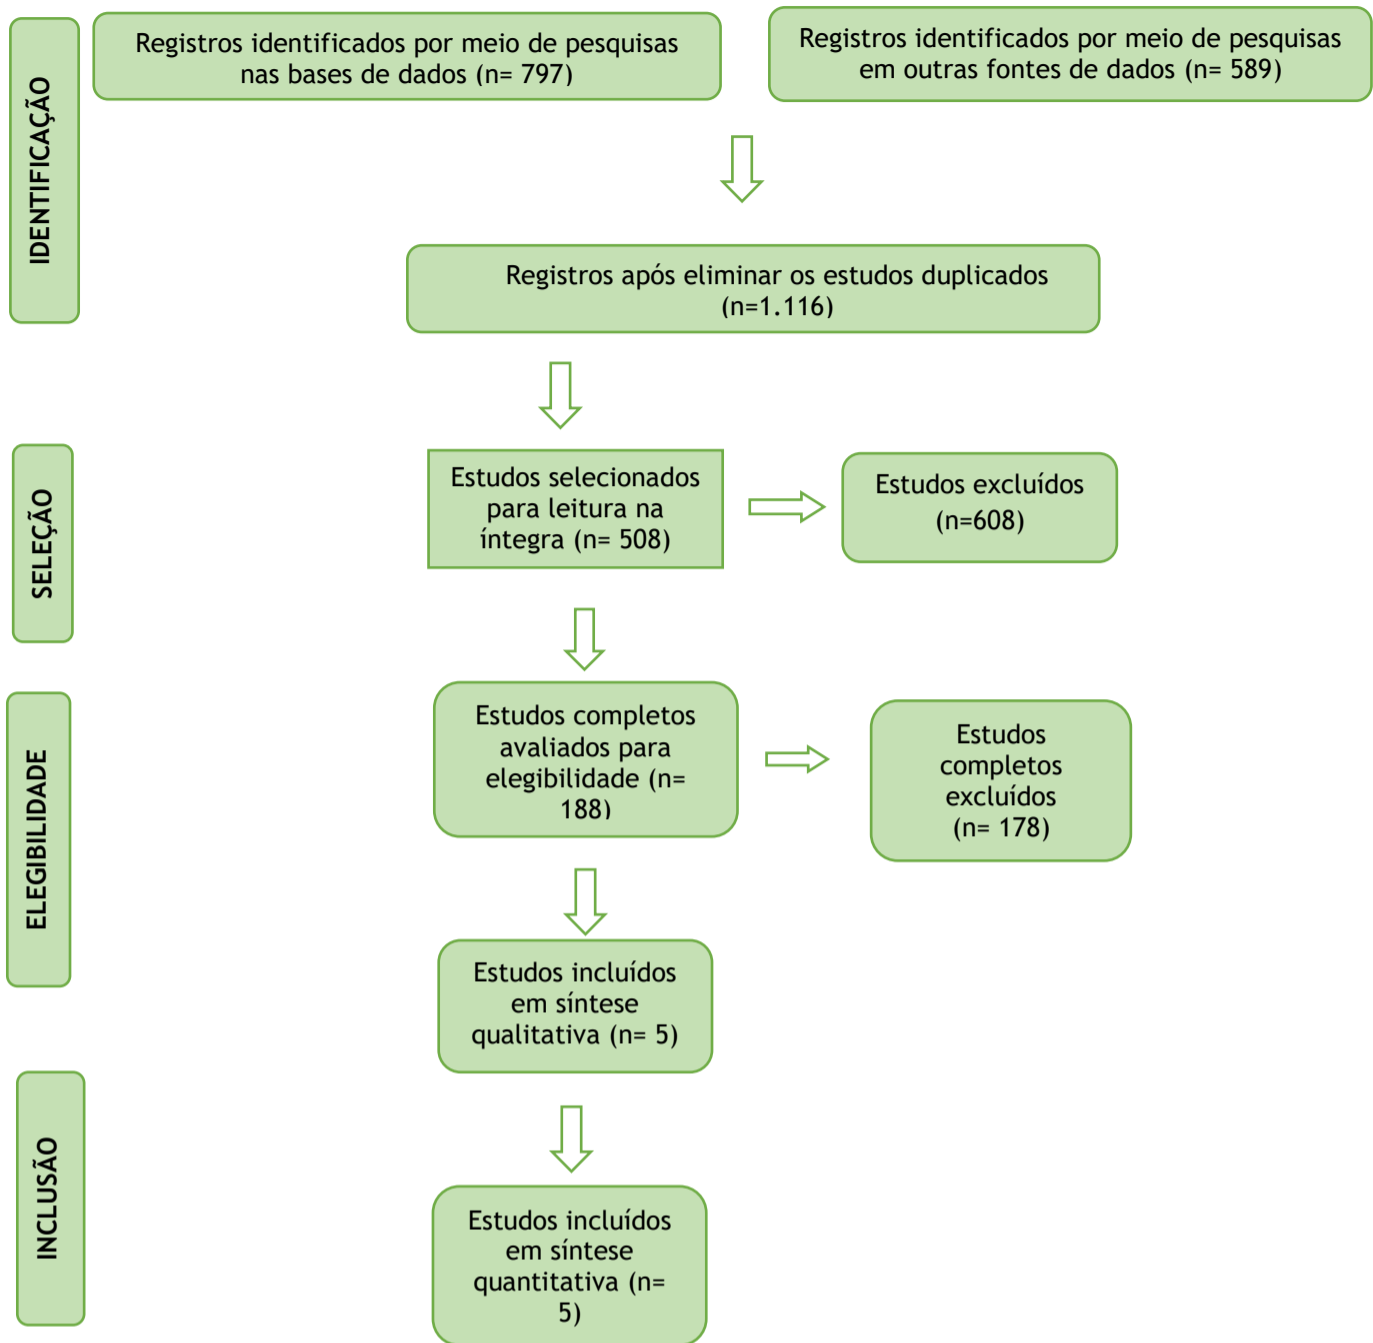 IDENTIFICAÇÃO
Registros identificados por meio de pesquisas
nas bases de dados (n= 797)
Registros identificados por meio de pesquisas
em outras fontes de dados (n= 589)
Registros após eliminar os estudos duplicados
(n=1.116)
SELEÇÃO
Estudos selecionados
para leitura na
íntegra (n= 508)
Estudos excluídos
(n=608)
ELEGIBILIDADE
Estudos completos
avaliados para
elegibilidade (n=
188)
Estudos
completos
excluídos
(n= 178)
Estudos incluídos
em síntese
qualitativa (n= 5)
INCLUSÃO
Estudos incluídos
em síntese
quantitativa (n=
5)